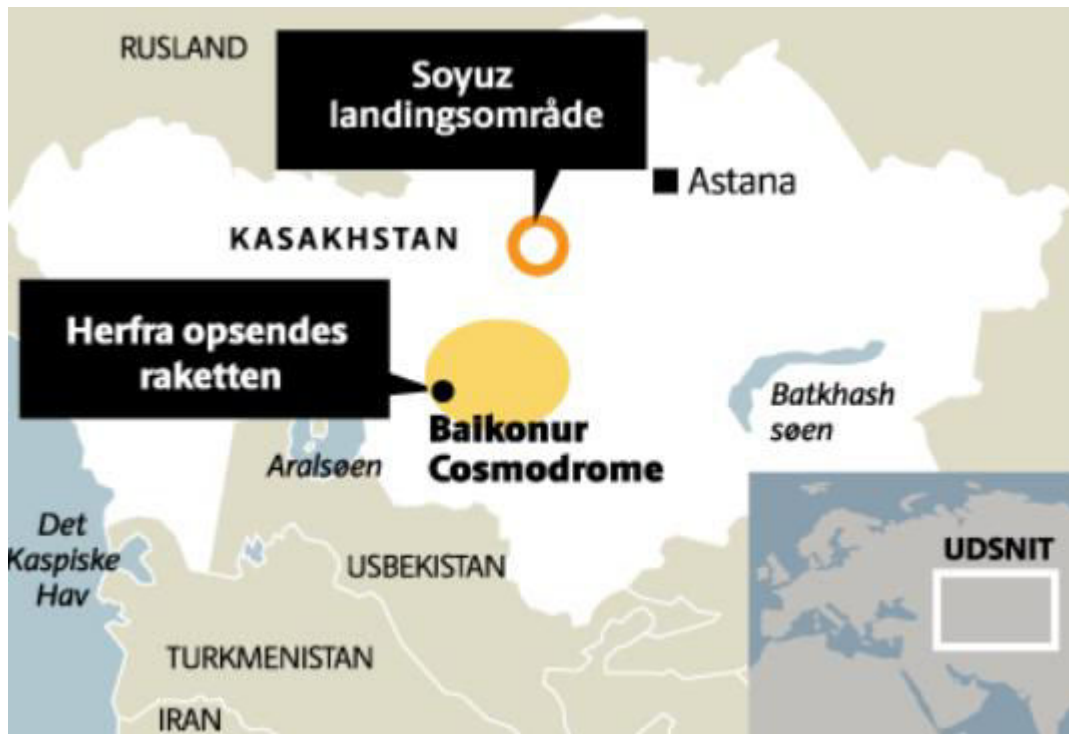 RUSLAND
Soyuz
landingsområde
Astana
KASAKHSTAN
Herfra opsendes
raketten
Baikonur
Cosmodrome
Batkhash
søen
Aralsøen
Det
Kaspiske
Hav
USBEKISTAN
UDSNIT
TURKMENISTAN
IRAN